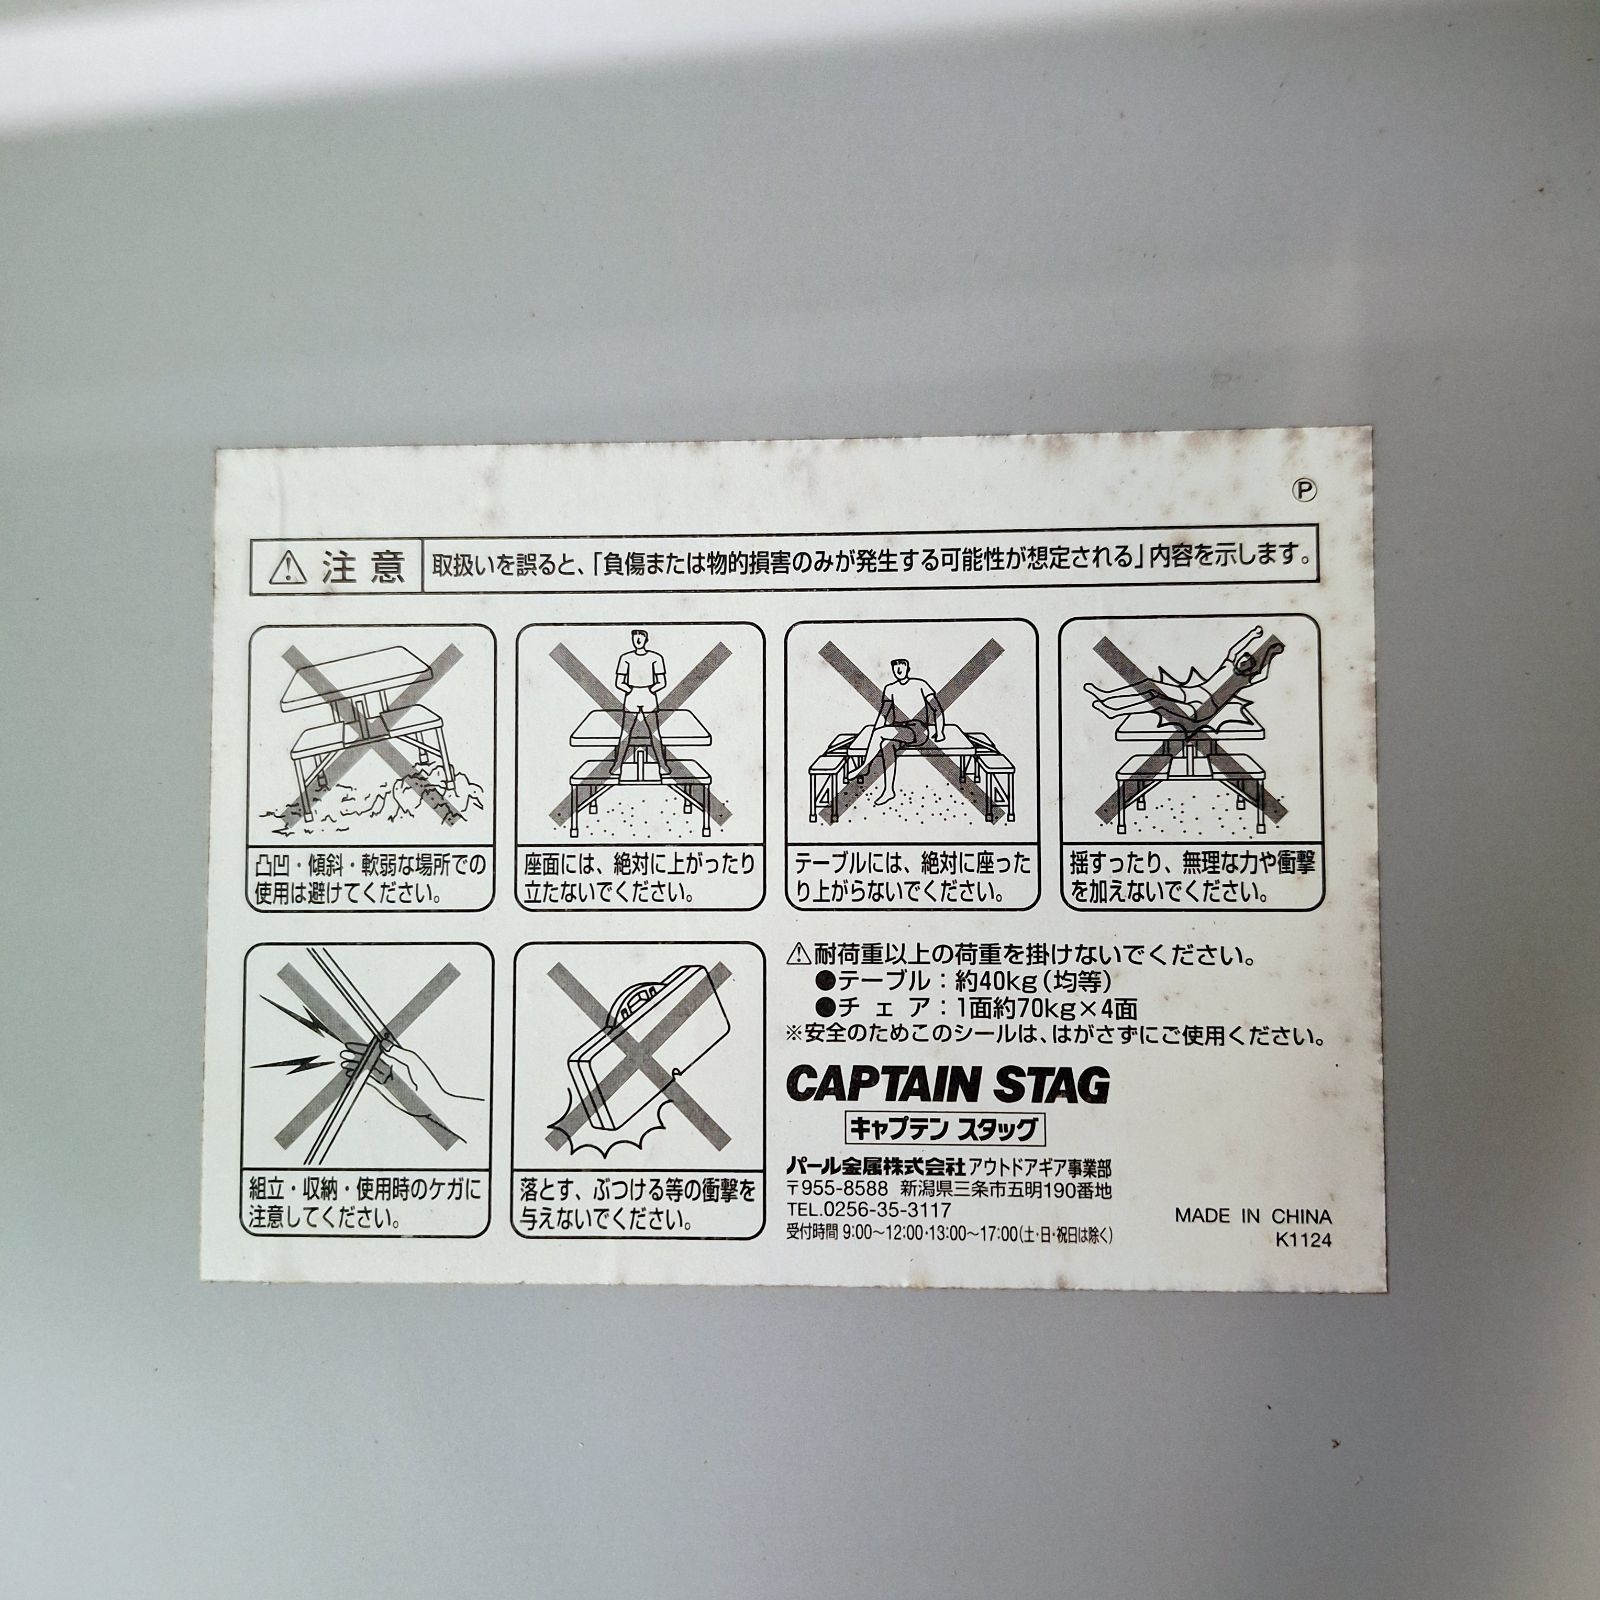 Ⓟ
⚠注意 取扱いを誤ると、「負傷または物的損害のみが発生する可能性が想定される」内容を示します。
凸凹・傾斜・軟弱な場所での
使用は避けてください。
座面には、絶対に上がったり
立たないでください。
テーブルには、絶対に座った
り上がらないでください。
揺すったり、無理な力や衝撃
を加えないでください。
組立・収納・使用時のケガに
注意してください。
落とす、ぶつける等の衝撃を
与えないでください。
⚠耐荷重以上の荷重を掛けないでください。
●テーブル：約40kg(均等)
●チェア：1面約70kg×4面
※安全のためこのシールは、はがさずにご使用ください。
CAPTAIN STAG
キャプテン スタッグ
パール金属株式会社 アウトドアギア事業部
〒955-8588 新潟県三条市五明190番地
TEL.0256-35-3117
受付時間 9:00〜12:00・13:00〜17:00(土・日・祝日は除く)
MADE IN CHINA
K1124